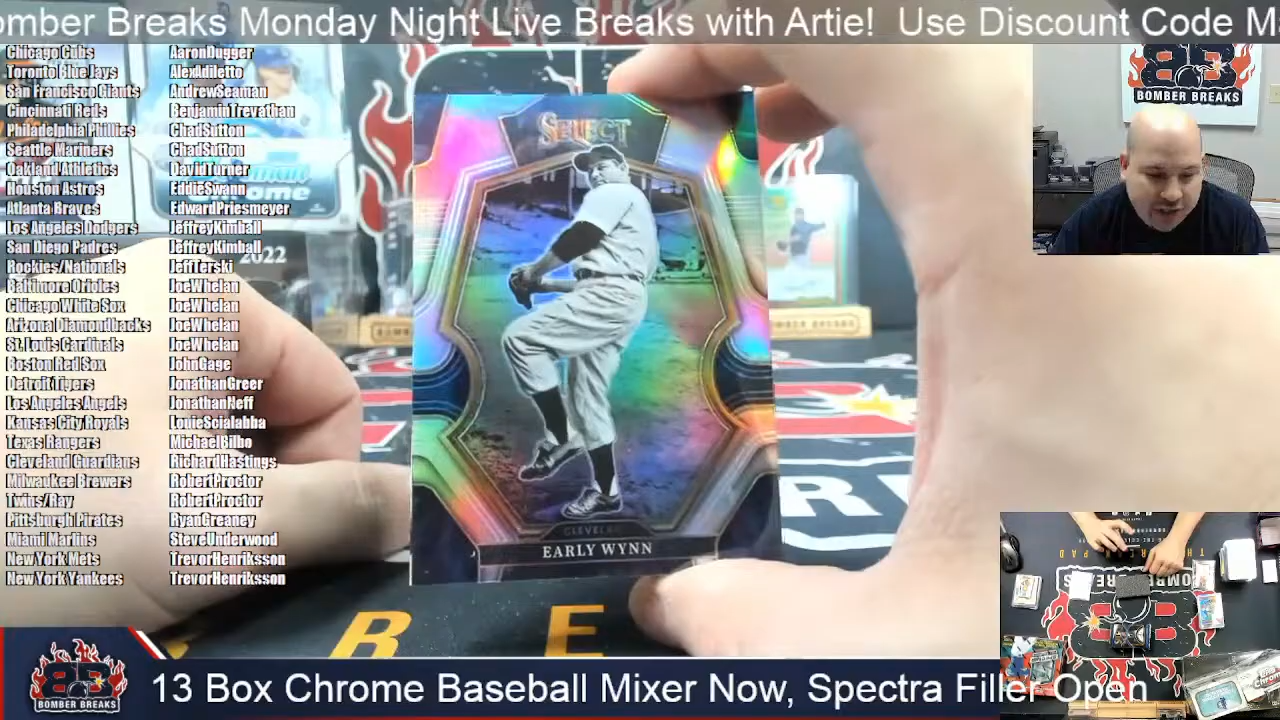 omber Breaks Monday Night Live Breaks with Artie! Use Discount Code M
Chicago Cubs AaronDugger
Toronto Blue Jays AlexAdiletto
San Francisco Giants AndrewSeaman
Cincinnati Reds BenjaminTrevathan
Philadelphia Phillies ChadSutton
Seattle Mariners ChadSutton
Oakland Athletics DavidTurner
Houston Astros EddieSwann
Atlanta Braves EdwardPriesmeyer
Los Angeles Dodgers JeffreyKimball
San Diego Padres JeffreyKimball
Rockies/Nationals JeffTerski
Baltimore Orioles JoeWhelan
Chicago White Sox JoeWhelan
Arizona Diamondbacks JoeWhelan
St. Louis Cardinals JoeWhelan
Boston Red Sox JohnGage
Detroit Tigers JonathanGreer
Los Angeles Angels JonathanNeff
Kansas City Royals LouieScialabba
Texas Rangers MichaelBilbo
Cleveland Guardians RichardHastings
Milwaukee Brewers RobertProctor
Twins/Ray RobertProctor
Pittsburgh Pirates RyanGreaney
Miami Marlins SteveUnderwood
New York Mets TrevorHenriksson
New York Yankees TrevorHenriksson
2022
SELECT
EARLY WYNN
R E
BOMBER BREAKS
BOMBER BREAKS
13 Box Chrome Baseball Mixer Now, Spectra Filler Open